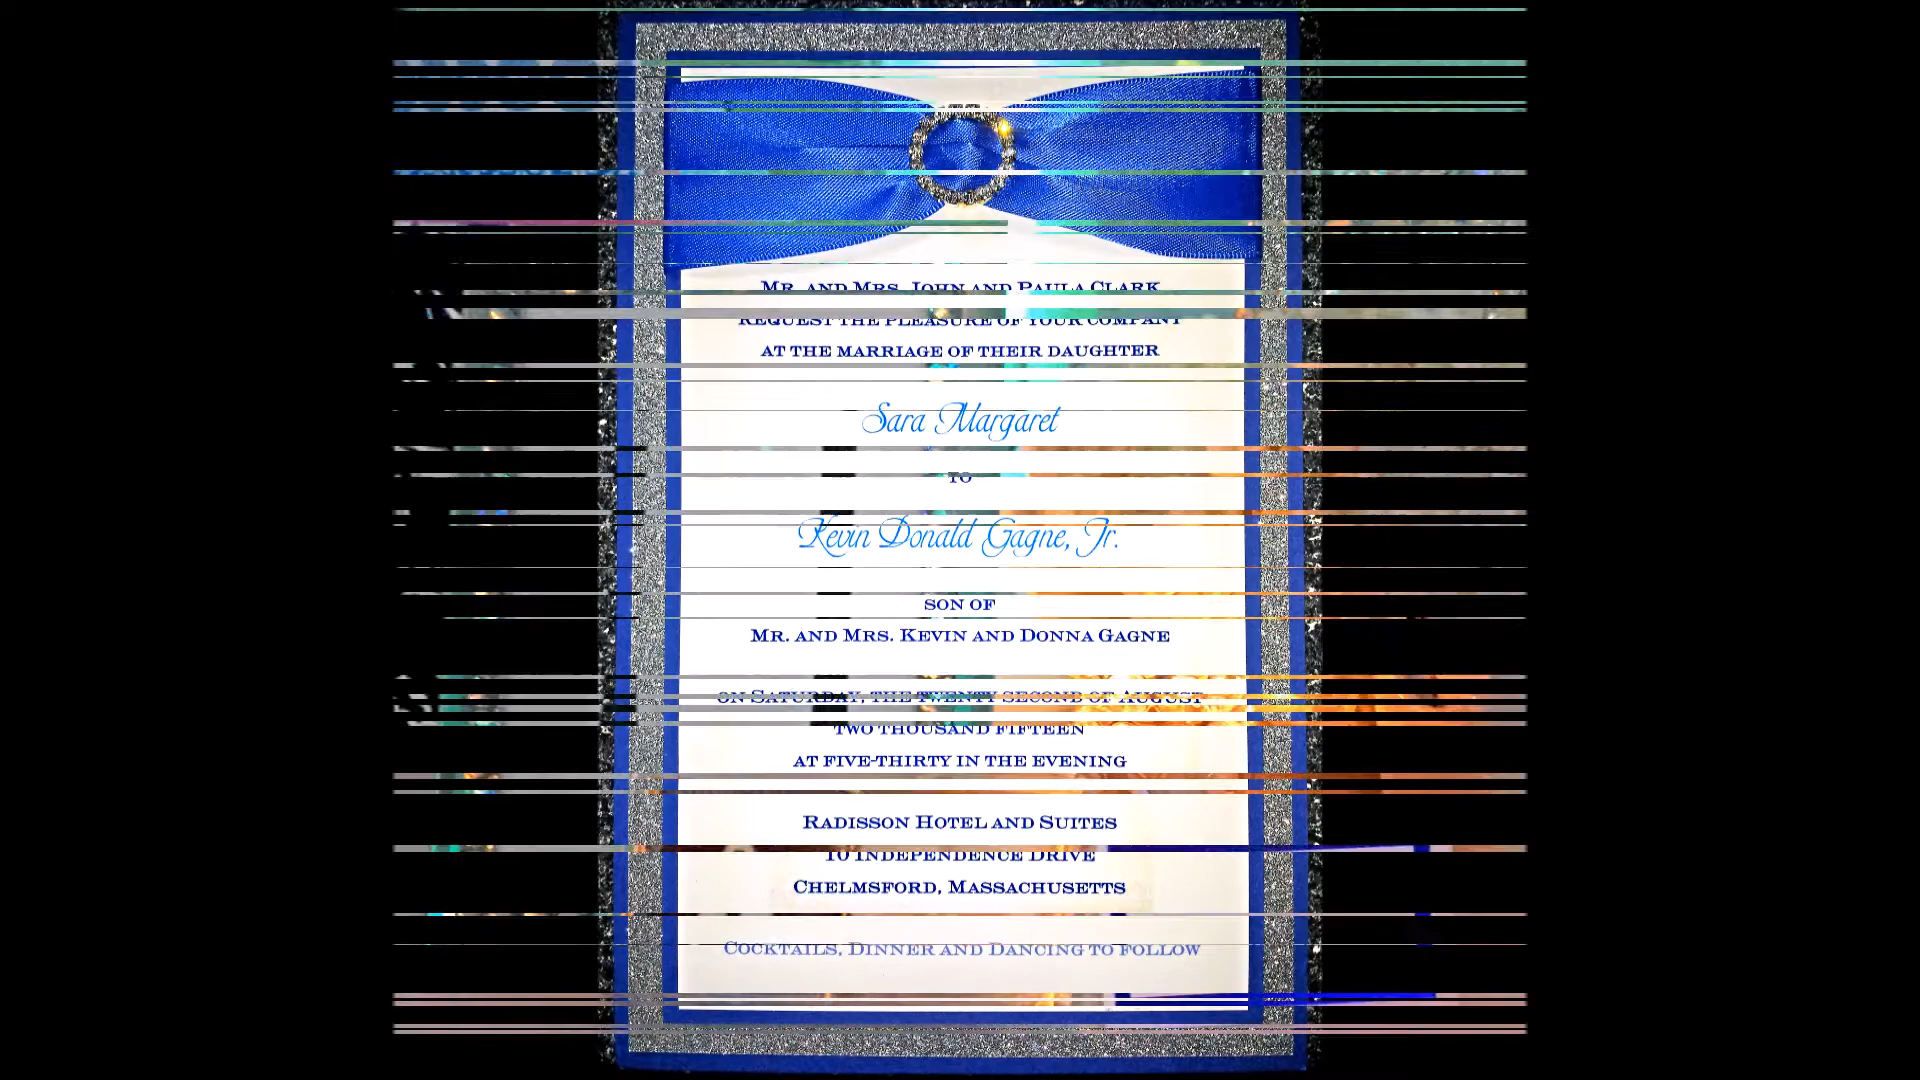 Mr. and Mrs. John and Paula Clark
request the pleasure of your company
at the marriage of their daughter
Sara Margaret
to
Kevin Donald Gagne, Jr.
son of
Mr. and Mrs. Kevin and Donna Gagne
on Saturday, the twenty second of August
two thousand fifteen
at five-thirty in the evening
Radisson Hotel and Suites
10 Independence Drive
Chelmsford, Massachusetts
Cocktails, Dinner and Dancing to follow